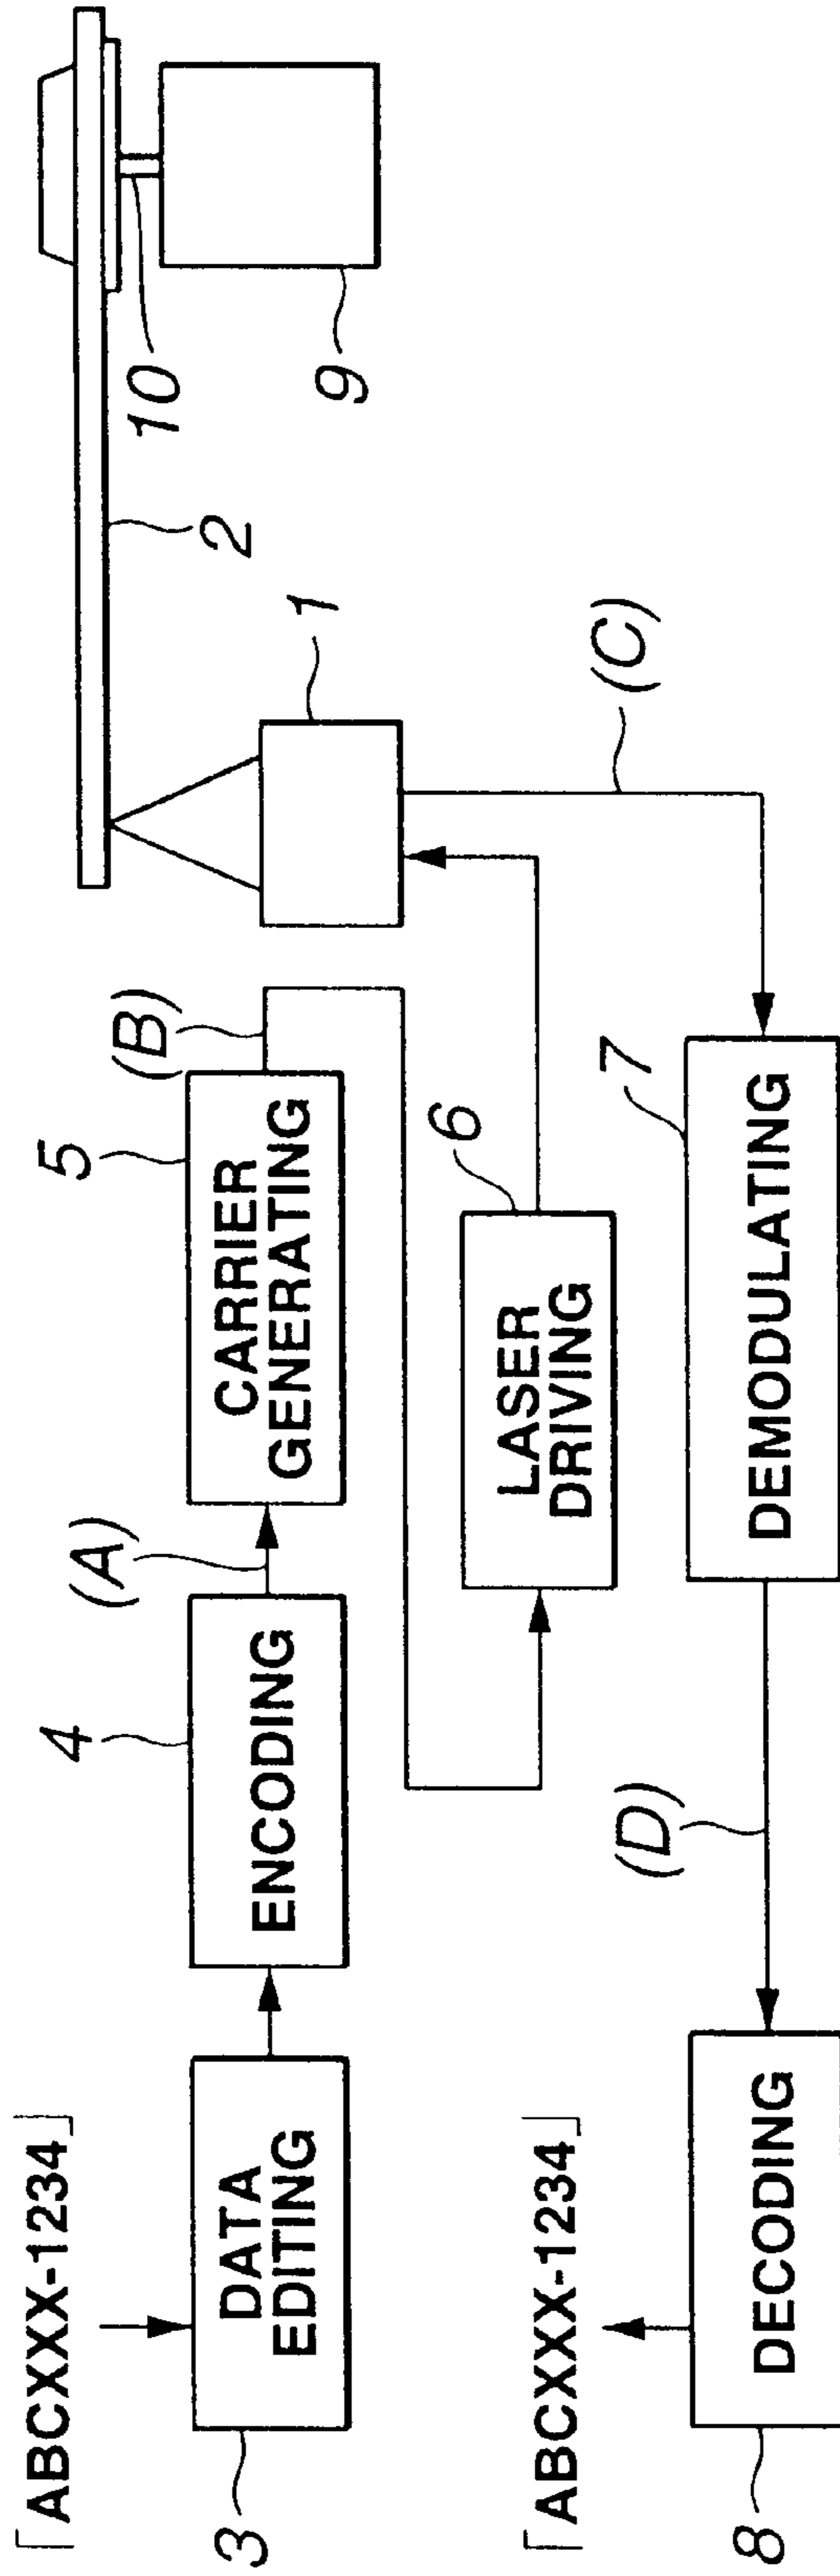 「ABCXXX-1234」
3
DATA
EDITING
4
ENCODING
(A)
5
CARRIER
GENERATING
(B)
6
LASER
DRIVING
1
2
10
9
(C)
7
DEMODULATING
(D)
「ABCXXX-1234」
8
DECODING